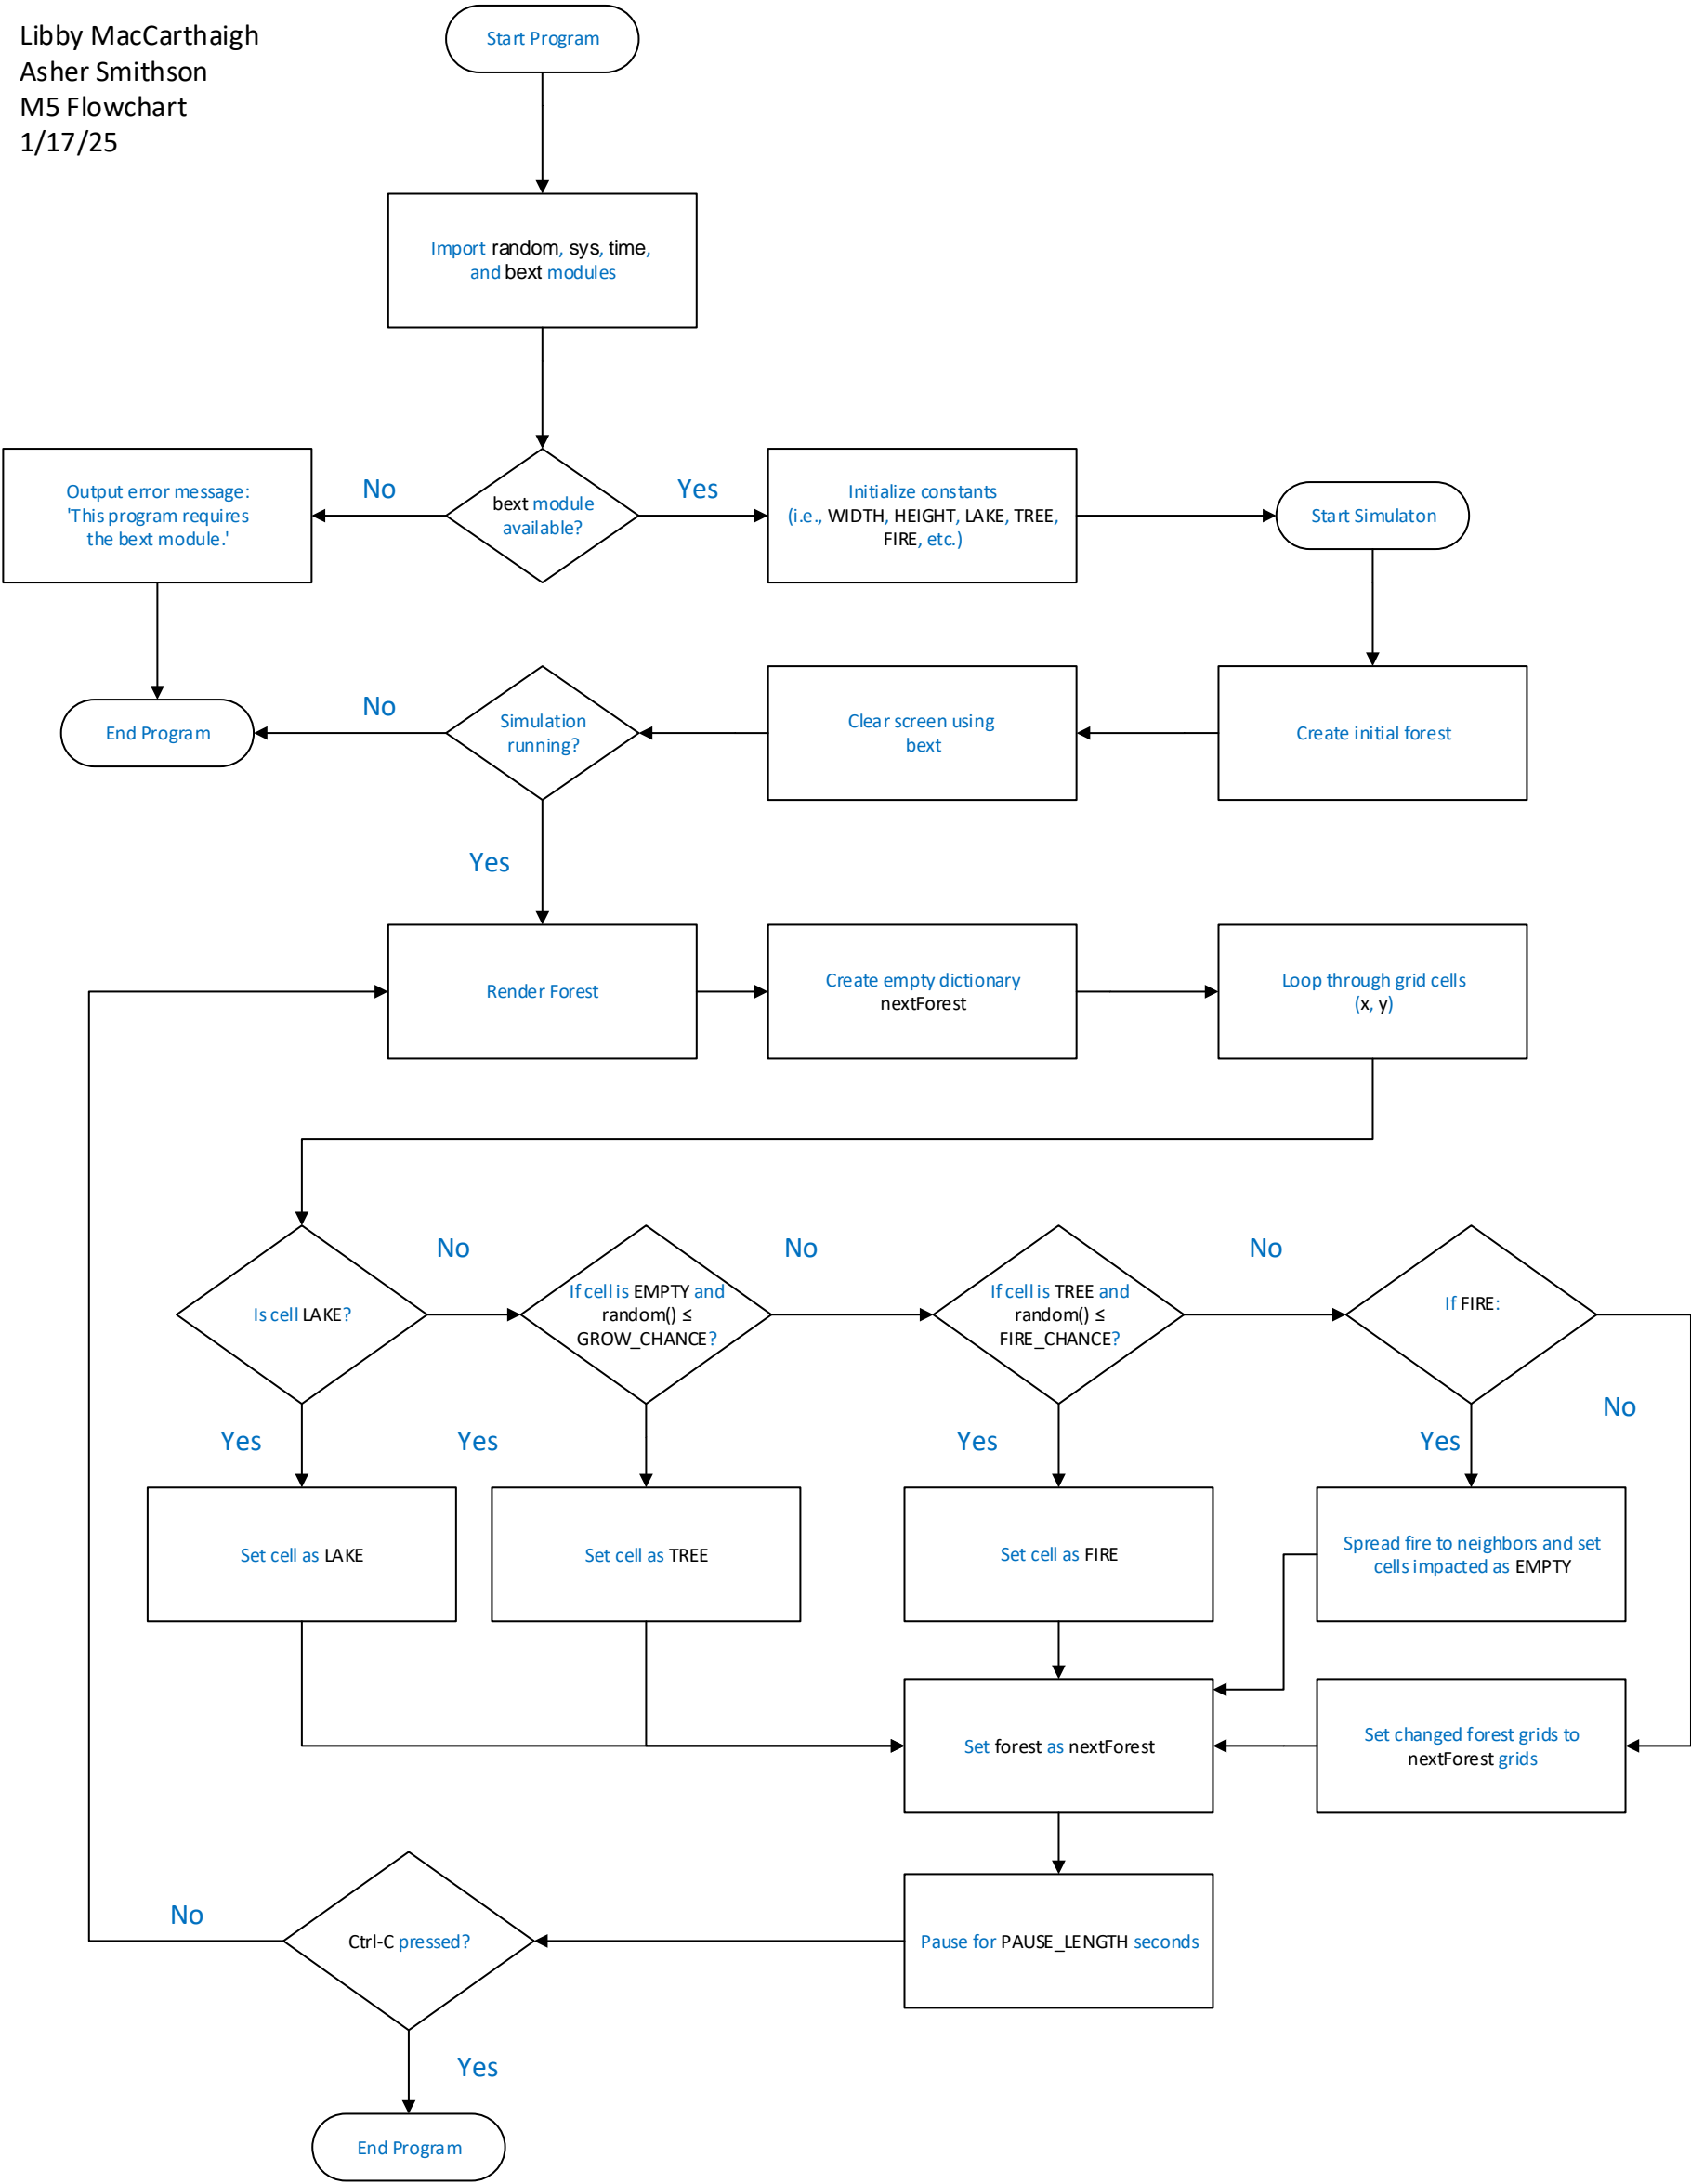 Libby MacCarthaigh
Asher Smithson
M5 Flowchart
1/17/25
Start Program
Import random, sys, time,
and bext modules
Output error message:
'This program requires
the bext module.'
No
bext module
available?
Yes
Initialize constants
(i.e., WIDTH, HEIGHT, LAKE, TREE,
FIRE, etc.)
Start Simulaton
End Program
No
Simulation
running?
Clear screen using
bext
Create initial forest
Yes
Render Forest
Create empty dictionary
nextForest
Loop through grid cells
(x, y)
Is cell LAKE?
No
If cell is EMPTY and
random() ≤
GROW_CHANCE?
No
If cell is TREE and
random() ≤
FIRE_CHANCE?
No
If FIRE:
No
Yes
Yes
Yes
Yes
Set cell as LAKE
Set cell as TREE
Set cell as FIRE
Spread fire to neighbors and set
cells impacted as EMPTY
Set forest as nextForest
Set changed forest grids to
nextForest grids
No
Ctrl-C pressed?
Pause for PAUSE_LENGTH seconds
Yes
End Program